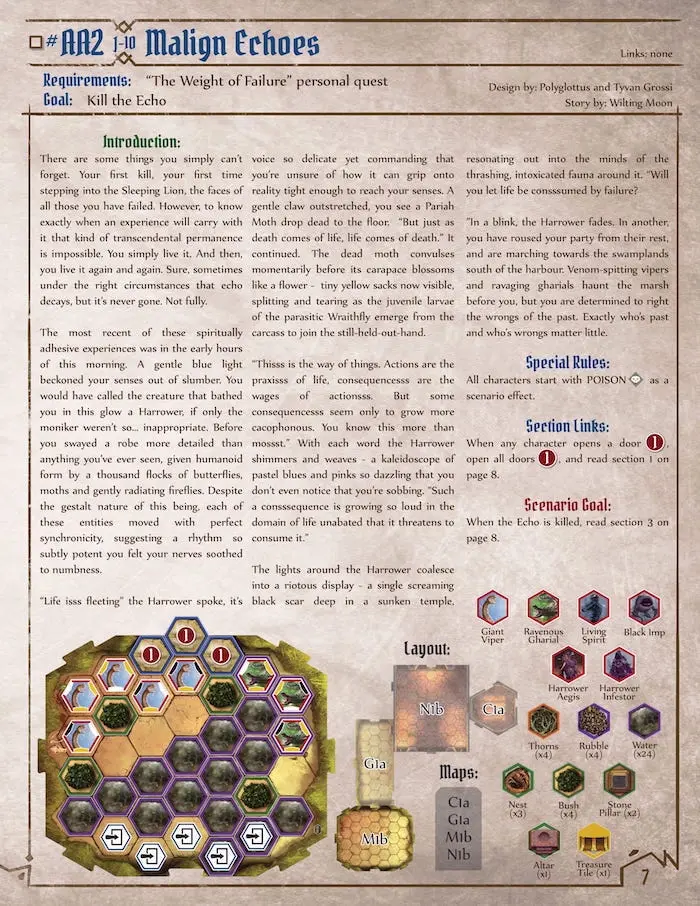 #AA2 1-10 Malign Echoes
Links: none
Requirements: "The Weight of Failure" personal quest
Goal: Kill the Echo
Design by: Polyglottus and Tyvan Grossi
Story by: Wilting Moon
Introduction:
There are some things you simply can't
forget. Your first kill, your first time
stepping into the Sleeping Lion, the faces of
all those you have failed. However, to know
exactly when an experience will carry with
it that kind of transcendental permanence
is impossible. You simply live it. And then,
you live it again and again. Sure, sometimes
under the right circumstances that echo
decays, but it's never gone. Not fully.
The most recent of these spiritually
adhesive experiences was in the early hours
of this morning. A gentle blue light
beckoned your senses out of slumber. You
would have called the creature that bathed
you in this glow a Harrower, if only the
moniker weren't so... inappropriate. Before
you swayed a robe more detailed than
anything you've ever seen, given humanoid
form by a thousand flocks of butterflies,
moths and gently radiating fireflies. Despite
the gestalt nature of this being, each of
these entities moved with perfect
synchronicity, suggesting a rhythm so
subtly potent you felt your nerves soothed
to numbness.
"Life isss fleeting" the Harrower spoke, it's
voice so delicate yet commanding that
you're unsure of how it can grip onto
reality tight enough to reach your senses. A
gentle claw outstretched, you see a Pariah
Moth drop dead to the floor. "But just as
death comes of life, life comes of death." It
continued. The dead moth convulses
momentarily before its carapace blossoms
like a flower - tiny yellow sacks now visible,
splitting and tearing as the juvenile larvae
of the parasitic Wraithfly emerge from the
carcass to join the still-held-out-hand.
"Thisss is the way of things. Actions are the
praxisss of life, consequencesss are the
wages of actionsss. But some
consequencesss seem only to grow more
cacophonous. You know this more than
mossst." With each word the Harrower
shimmers and weaves - a kaleidoscope of
pastel blues and pinks so dazzling that you
don't even notice that you're sobbing. "Such
a consssequence is growing so loud in the
domain of life unabated that it threatens to
consume it."
The lights around the Harrower coalesce
into a riotous display - a single screaming
black scar deep in a sunken temple,
resonating out into the minds of the
thrashing, intoxicated fauna around it. "Will
you let life be consssumed by failure?
"In a blink, the Harrower fades. In another,
you have roused your party from their rest,
and are marching towards the swamplands
south of the harbour. Venom-spitting vipers
and ravaging gharials haunt the marsh
before you, but you are determined to right
the wrongs of the past. Exactly who's past
and who's wrongs matter little.
Special Rules:
All characters start with POISON as a
scenario effect.
Section Links:
When any character opens a door 1,
open all doors 1, and read section 1 on
page 8.
Scenario Goal:
When the Echo is killed, read section 3 on
page 8.
Giant
Viper
Ravenous
Gharial
Living
Spirit
Black Imp
Harrower
Aegis
Harrower
Infestor
Thorns
(x4)
Rubble
(x4)
Water
(x24)
Nest
(x3)
Bush
(x4)
Stone
Pillar (x2)
Altar
(x1)
Treasure
Tile (x1)
1
1
1
Layout:
N1b
C1a
G1a
M1b
Maps:
C1a
G1a
M1b
N1b
7